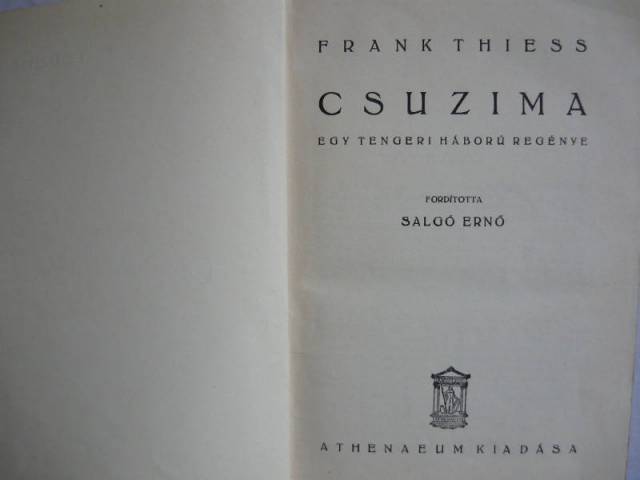 FRANK THIESS
CSUZIMA
EGY TENGERI HÁBORÚ REGÉNYE
FORDÍTOTTA
SALGÓ ERNŐ
ATHENAEUM KIADÁSA